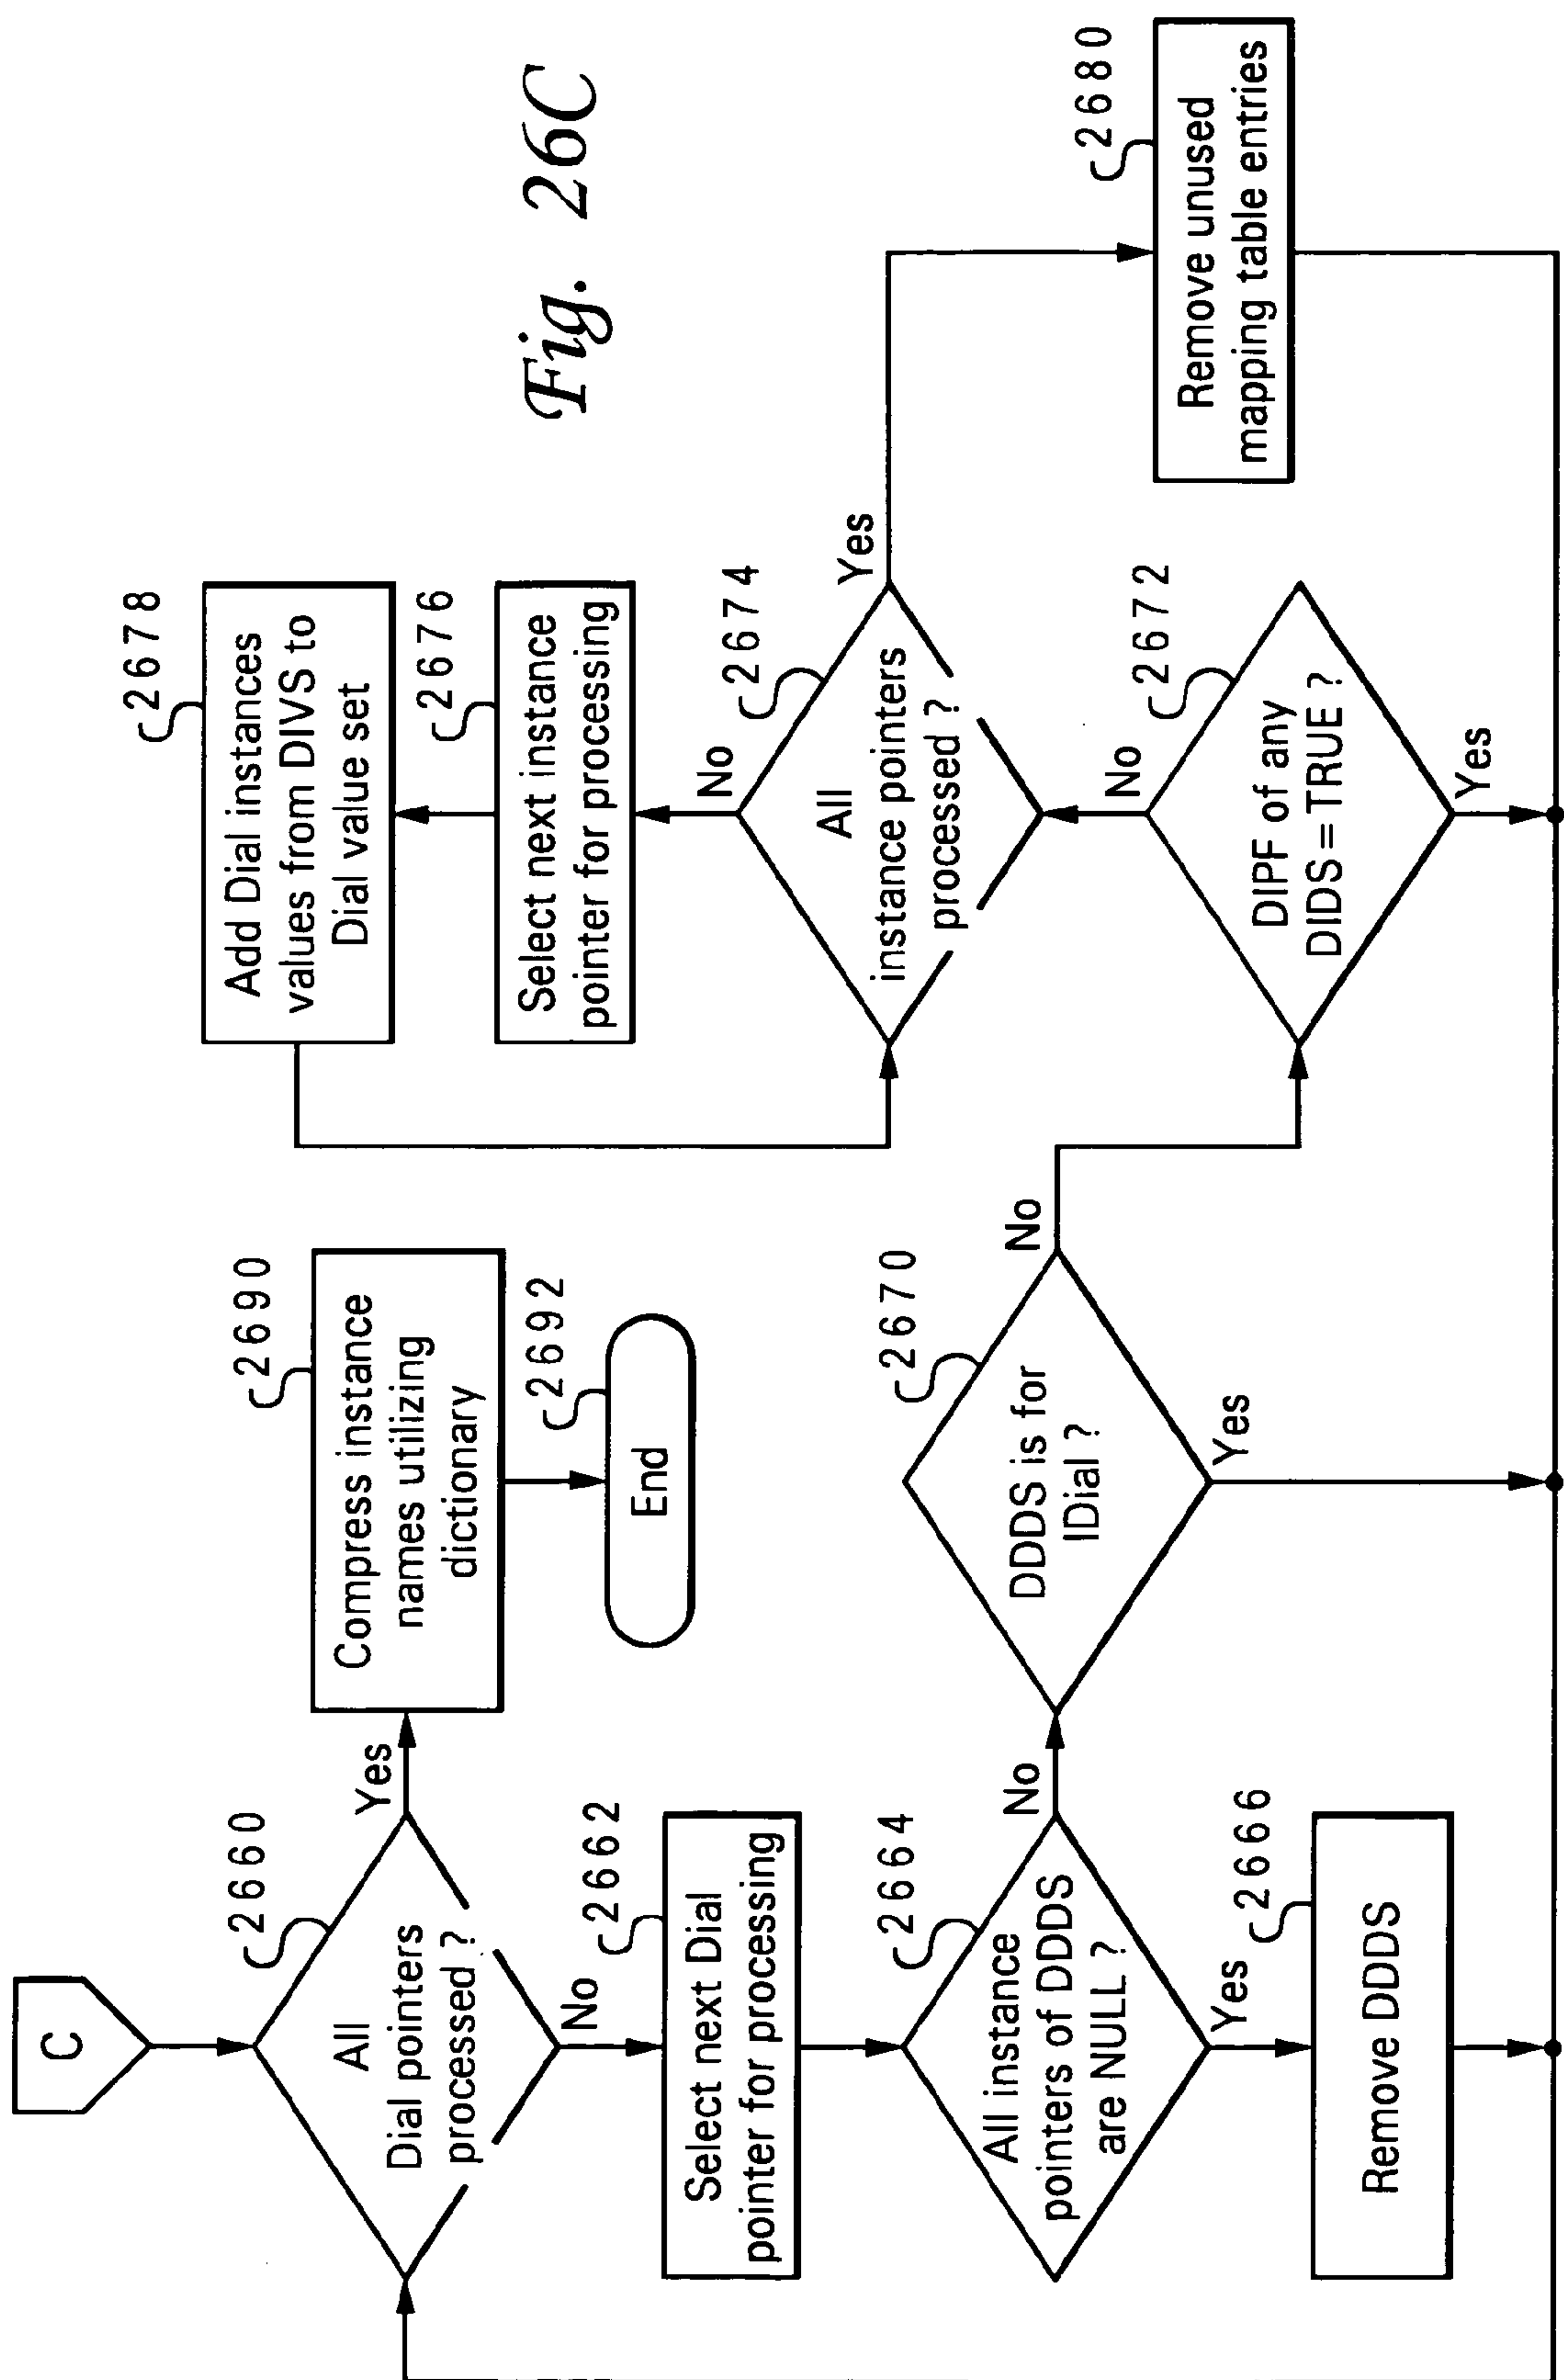 C
2660
All
Dial pointers
processed ?
Yes
No
2690
Compress instance
names utilizing
dictionary
2692
End
2662
Select next Dial
pointer for processing
2664
All instance
pointers of DDDS
are NULL ?
No
Yes
2666
Remove DDDS
2670
DDDS is for
IDial ?
No
Yes
2678
Add Dial instances
values from DIVS to
Dial value set
2676
Select next instance
pointer for processing
No
2674
All
instance pointers
processed ?
Yes
No
2672
DIPF of any
DIDS = TRUE ?
Yes
2680
Remove unused
mapping table entries
Fig. 26C